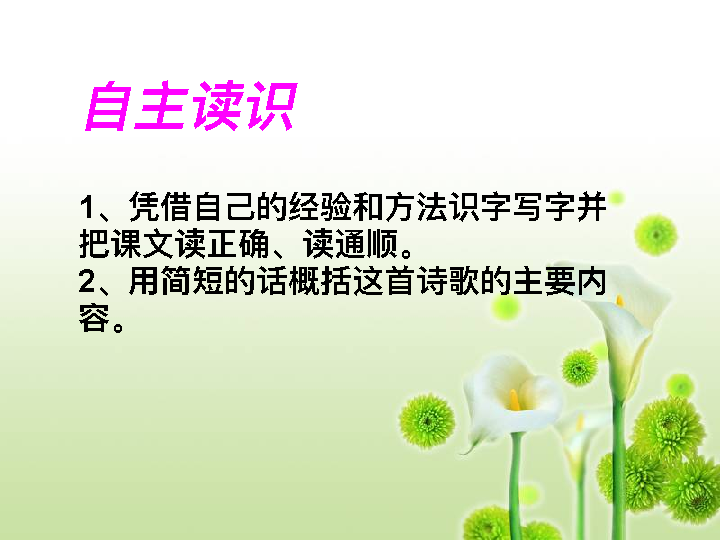 自主读识
1、凭借自己的经验和方法识字写字并
把课文读正确、读通顺。
2、用简短的话概括这首诗歌的主要内
容。